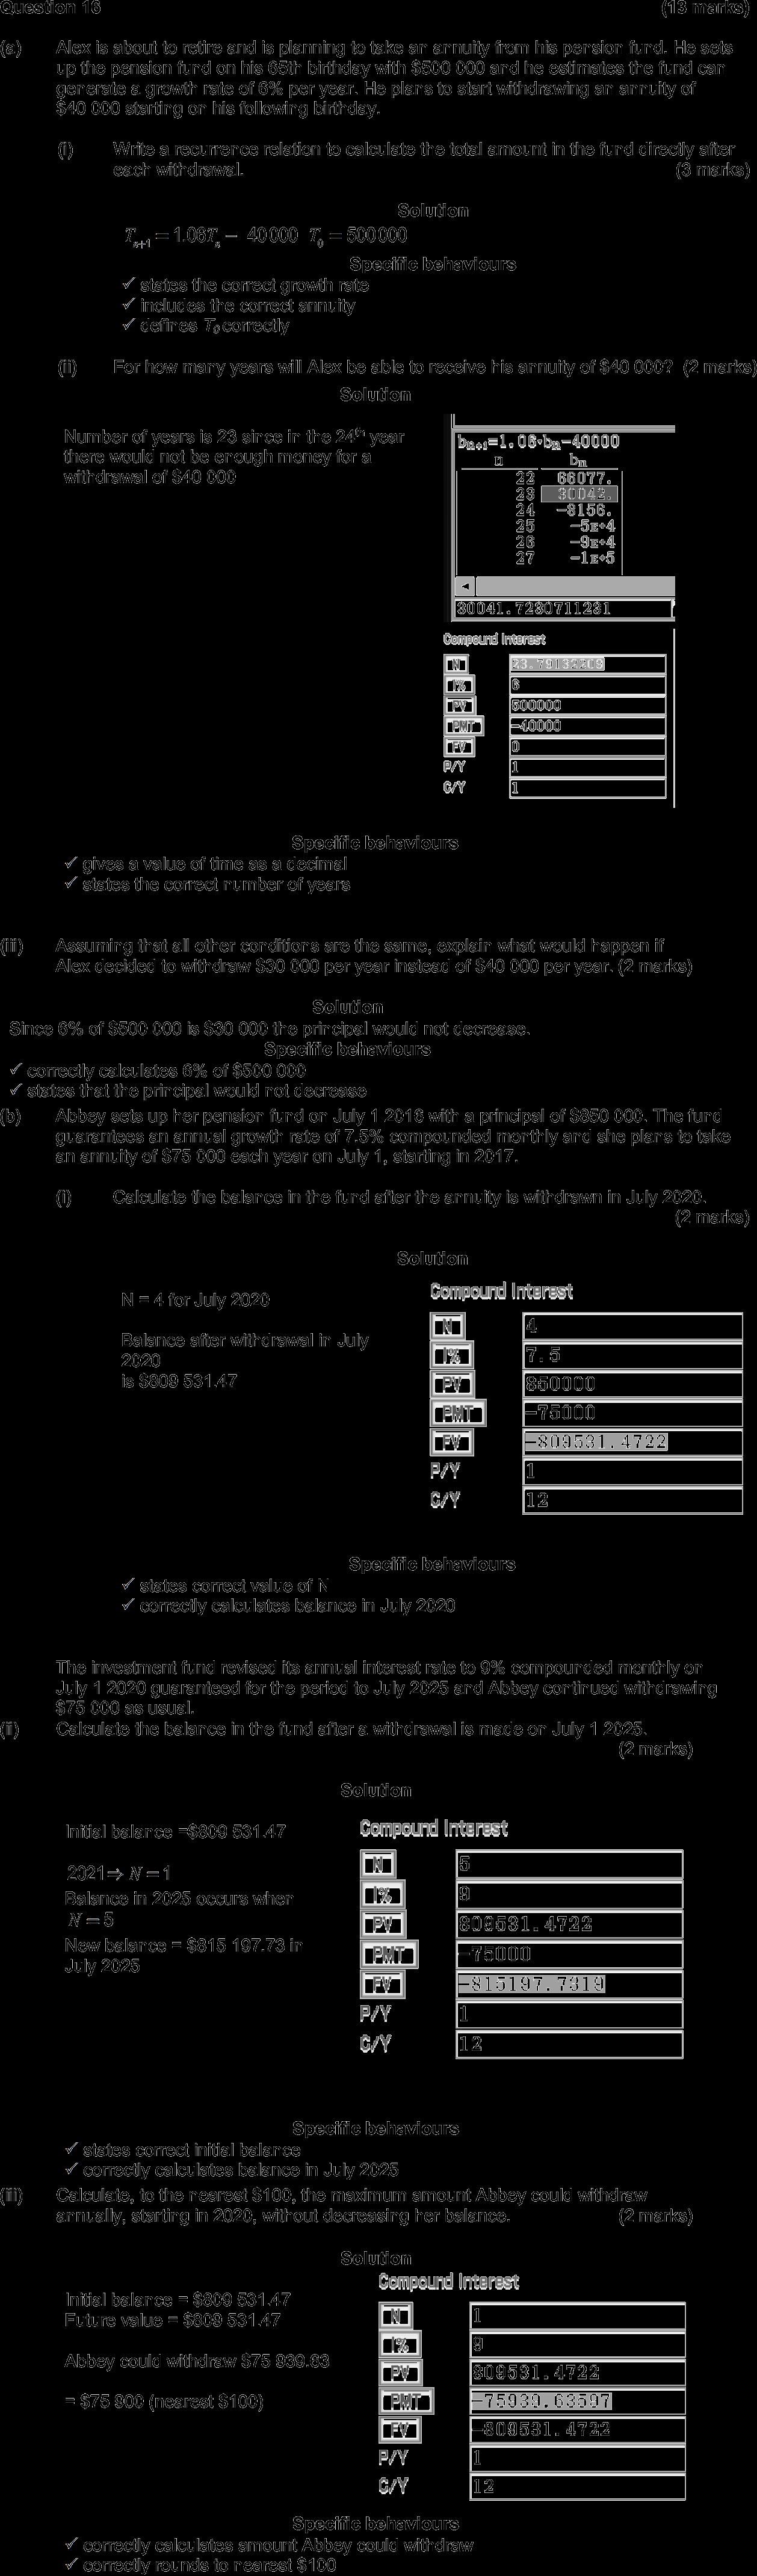 Question 16 (13 marks)
(a) Alex is about to retire and is planning to take an annuity from his pension fund. He sets
up the pension fund on his 65th birthday with $500 000 and he estimates the fund can
generate a growth rate of 6% per year. He plans to start withdrawing an annuity of
$40 000 starting on his following birthday.
(i) Write a recurrence relation to calculate the total amount in the fund directly after
each withdrawal. (3 marks)
Solution
Tₙ₊₁ = 1.06Tₙ − 40000 T₀ = 500000
Specific behaviours
✓ states the correct growth rate
✓ includes the correct annuity
✓ defines T₀ correctly
(ii) For how many years will Alex be able to receive his annuity of $40 000? (2 marks)
Solution
Number of years is 23 since in the 24th year
there would not be enough money for a
withdrawal of $40 000
bₙ₊₁=1.06·bₙ−40000
n bₙ
22 66077.
23 30042.
24 −8156.
25 −5E+4
26 −9E+4
27 −1E+5
30041.7280711231
Compound Interest
N 23.79135209
I% 6
PV 500000
PMT −40000
FV 0
P/Y 1
C/Y 1
Specific behaviours
✓ gives a value of time as a decimal
✓ states the correct number of years
(iii) Assuming that all other conditions are the same, explain what would happen if
Alex decided to withdraw $30 000 per year instead of $40 000 per year. (2 marks)
Solution
Since 6% of $500 000 is $30 000 the principal would not decrease.
Specific behaviours
✓ correctly calculates 6% of $500 000
✓ states that the principal would not decrease
(b) Abbey sets up her pension fund on July 1 2016 with a principal of $850 000. The fund
guarantees an annual growth rate of 7.5% compounded monthly and she plans to take
an annuity of $75 000 each year on July 1, starting in 2017.
(i) Calculate the balance in the fund after the annuity is withdrawn in July 2020.
(2 marks)
Solution
N = 4 for July 2020
Balance after withdrawal in July
2020
is $809 531.47
Compound Interest
N 4
I% 7.5
PV 850000
PMT −75000
FV −809531.4722
P/Y 1
C/Y 12
Specific behaviours
✓ states correct value of N
✓ correctly calculates balance in July 2020
The investment fund revised its annual interest rate to 9% compounded monthly on
July 1 2020 guaranteed for the period to July 2025 and Abbey continued withdrawing
$75 000 as usual.
(ii) Calculate the balance in the fund after a withdrawal is made on July 1 2025.
(2 marks)
Solution
Initial balance =$809 531.47
2021⇒ N = 1
Balance in 2025 occurs when
N = 5
New balance = $815 197.73 in
July 2025
Compound Interest
N 5
I% 9
PV 809531.4722
PMT −75000
FV −815197.7319
P/Y 1
C/Y 12
Specific behaviours
✓ states correct initial balance
✓ correctly calculates balance in July 2025
(iii) Calculate, to the nearest $100, the maximum amount Abbey could withdraw
annually, starting in 2020, without decreasing her balance. (2 marks)
Solution
Initial balance = $809 531.47
Future value = $809 531.47
Abbey could withdraw $75 939.63
= $75 900 (nearest $100)
Compound Interest
N 1
I% 9
PV 809531.4722
PMT −75939.63597
FV −809531.4722
P/Y 1
C/Y 12
Specific behaviours
✓ correctly calculates amount Abbey could withdraw
✓ correctly rounds to nearest $100